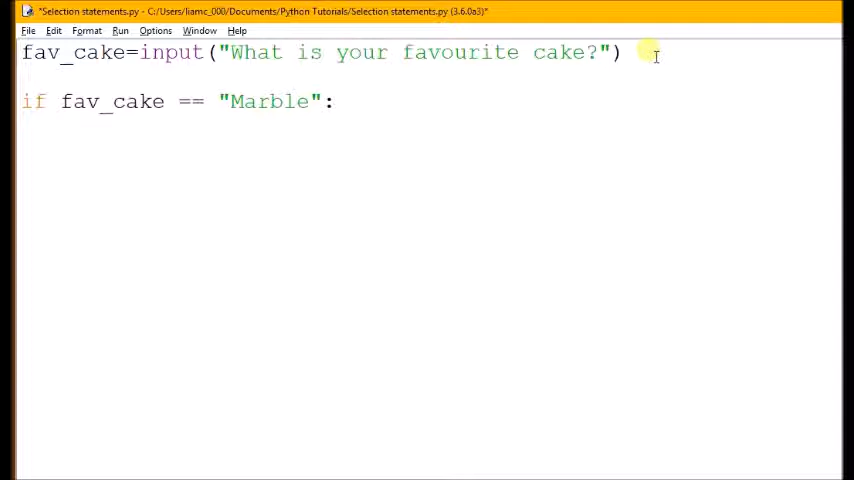 *Selection statements.py - C:/Users/liamc_000/Documents/Python Tutorials/Selection statements.py (3.6.0a3)*
File Edit Format Run Options Window Help
fav_cake=input("What is your favourite cake?")
if fav_cake == "Marble":